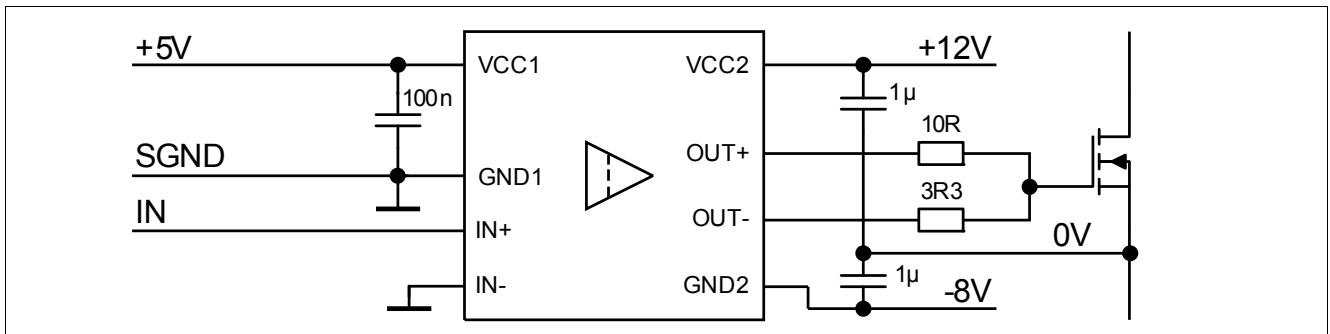 +5V
VCC1
VCC2
+12V
100n
1µ
10R
SGND
GND1
OUT+
IN
IN+
OUT-
3R3
0V
IN-
GND2
1µ
-8V